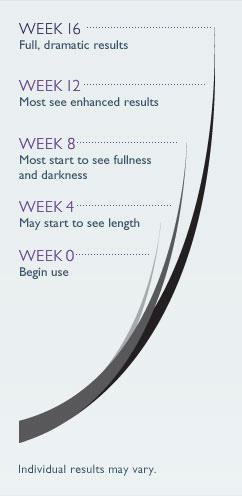 WEEK 16
Full, dramatic results
WEEK 12
Most see enhanced results
WEEK 8
Most start to see fullness
and darkness
WEEK 4
May start to see length
WEEK 0
Begin use
Individual results may vary.